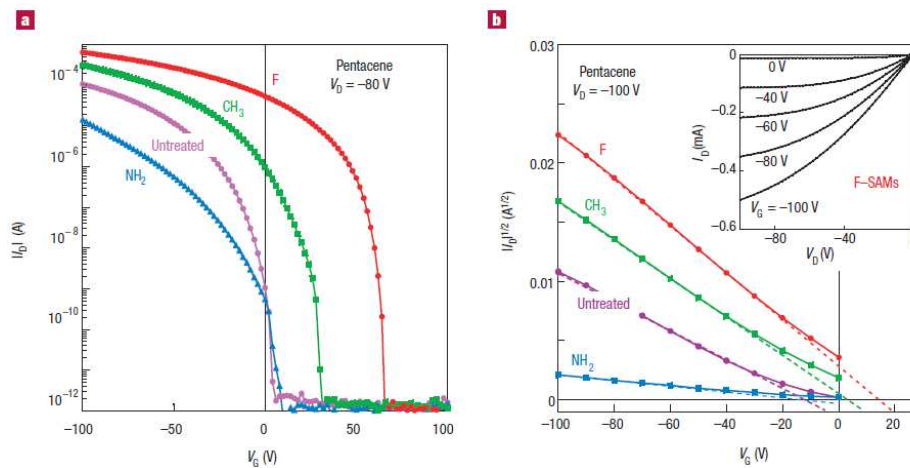 a
10⁻⁴
10⁻⁶
10⁻⁸
10⁻¹⁰
10⁻¹²
|I_D| (A)
Pentacene
V_D = −80 V
F
CH₃
Untreated
NH₂
−100
−50
0
50
100
V_G (V)
b
0.03
0.02
0.01
0
|I_D|^1/2 (A^1/2)
Pentacene
V_D = −100 V
F
CH₃
Untreated
NH₂
−100
−80
−60
−40
−20
0
20
V_G (V)
0
−0.2
−0.4
−0.6
I_D (mA)
0 V
−40 V
−60 V
−80 V
V_G = −100 V
F–SAMs
−80
−40
V_D (V)